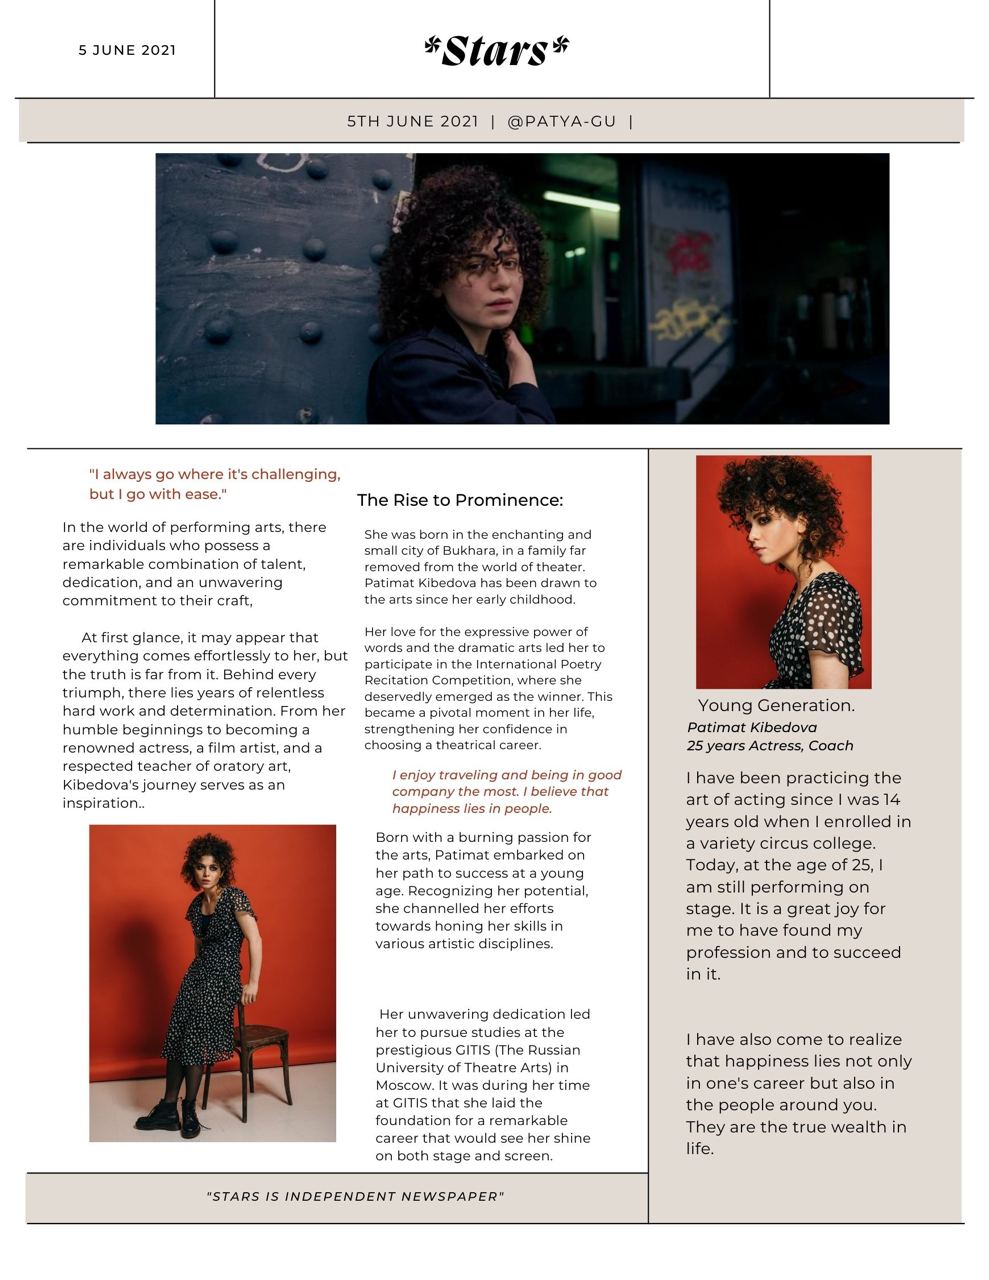 5 JUNE 2021
*Stars*
5TH JUNE 2021 | @PATYA-GU |
"I always go where it's challenging,
but I go with ease."
In the world of performing arts, there
are individuals who possess a
remarkable combination of talent,
dedication, and an unwavering
commitment to their craft,
At first glance, it may appear that
everything comes effortlessly to her, but
the truth is far from it. Behind every
triumph, there lies years of relentless
hard work and determination. From her
humble beginnings to becoming a
renowned actress, a film artist, and a
respected teacher of oratory art,
Kibedova's journey serves as an
inspiration..
The Rise to Prominence:
She was born in the enchanting and
small city of Bukhara, in a family far
removed from the world of theater.
Patimat Kibedova has been drawn to
the arts since her early childhood.
Her love for the expressive power of
words and the dramatic arts led her to
participate in the International Poetry
Recitation Competition, where she
deservedly emerged as the winner. This
became a pivotal moment in her life,
strengthening her confidence in
choosing a theatrical career.
I enjoy traveling and being in good
company the most. I believe that
happiness lies in people.
Born with a burning passion for
the arts, Patimat embarked on
her path to success at a young
age. Recognizing her potential,
she channelled her efforts
towards honing her skills in
various artistic disciplines.
Her unwavering dedication led
her to pursue studies at the
prestigious GITIS (The Russian
University of Theatre Arts) in
Moscow. It was during her time
at GITIS that she laid the
foundation for a remarkable
career that would see her shine
on both stage and screen.
Young Generation.
Patimat Kibedova
25 years Actress, Coach
I have been practicing the
art of acting since I was 14
years old when I enrolled in
a variety circus college.
Today, at the age of 25, I
am still performing on
stage. It is a great joy for
me to have found my
profession and to succeed
in it.
I have also come to realize
that happiness lies not only
in one's career but also in
the people around you.
They are the true wealth in
life.
"STARS IS INDEPENDENT NEWSPAPER"